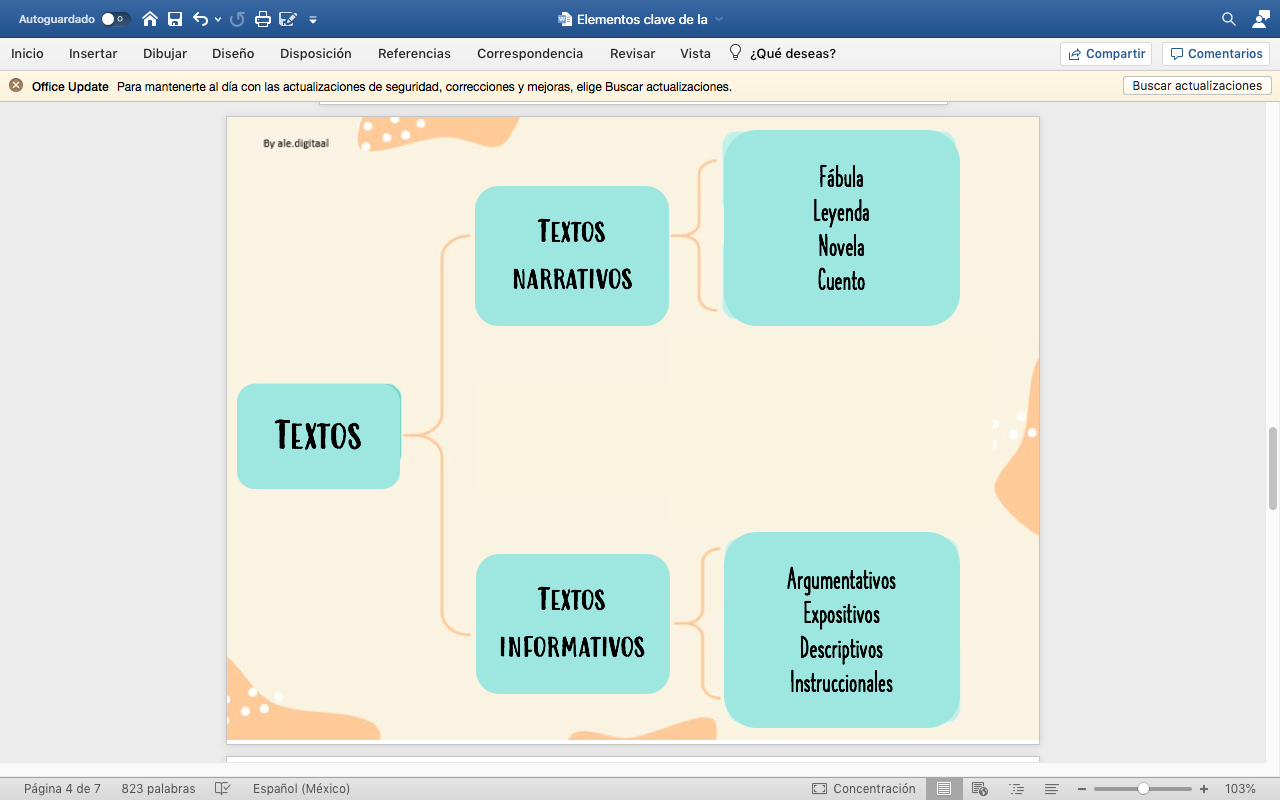 Autoguardado
Elementos clave de la
Inicio Insertar Dibujar Diseño Disposición Referencias Correspondencia Revisar Vista ¿Qué deseas? Compartir Comentarios
Office Update Para mantenerte al día con las actualizaciones de seguridad, correcciones y mejoras, elige Buscar actualizaciones. Buscar actualizaciones
By ale.digitaal
Textos
Textos
narrativos
Fábula
Leyenda
Novela
Cuento
Textos
informativos
Argumentativos
Expositivos
Descriptivos
Instruccionales
Página 4 de 7 823 palabras Español (México) Concentración 103%